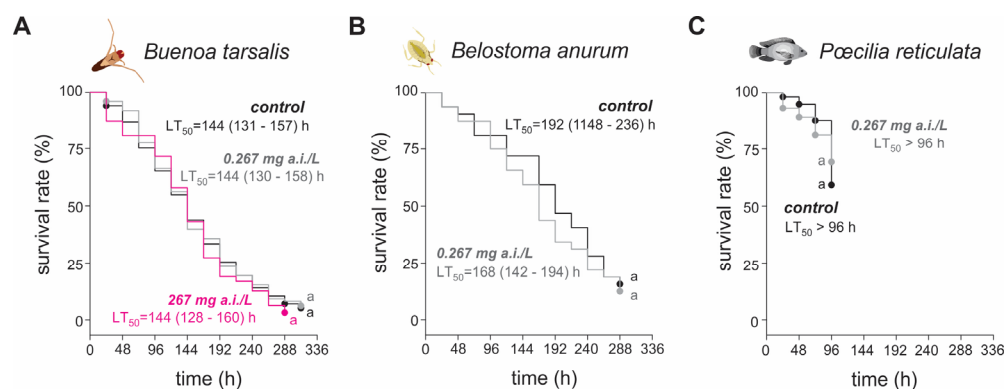 A
Buenoa tarsalis
control
LT50=144 (131 - 157) h
0.267 mg a.i./L
LT50=144 (130 - 158) h
267 mg a.i./L
LT50=144 (128 - 160) h
a
a
a
survival rate (%)
100
75
50
25
0
0 48 96 144 192 240 288 336
time (h)
B
Belostoma anurum
control
LT50=192 (1148 - 236) h
0.267 mg a.i./L
LT50=168 (142 - 194) h
a
a
survival rate (%)
100
75
50
25
0
0 48 96 144 192 240 288 336
time (h)
C
Pœcilia reticulata
0.267 mg a.i./L
LT50 > 96 h
a
a
control
LT50 > 96 h
survival rate (%)
100
75
50
25
0
0 48 96 144 192 240 288 336
time (h)